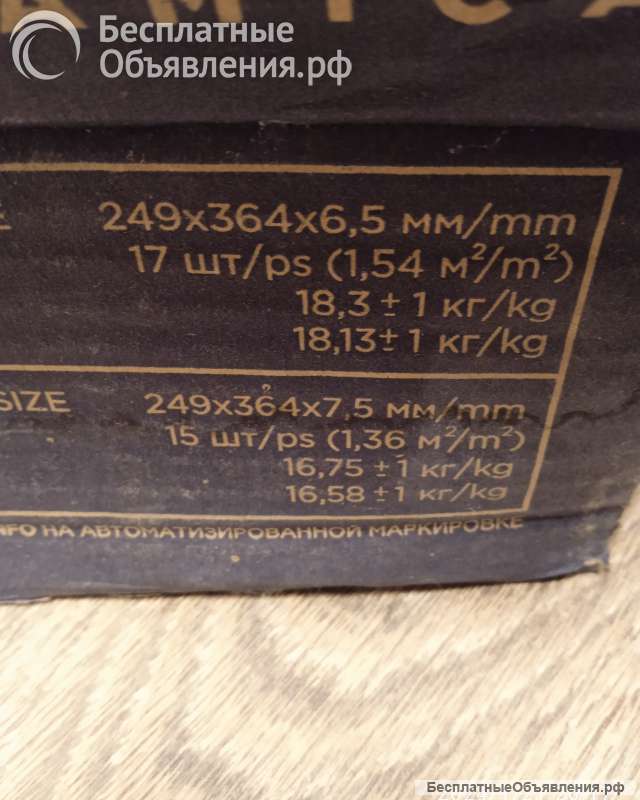 Бесплатные
Объявления.рф
АМІСА
249x364x6,5 мм/mm
17 шт/ps (1,54 м²/m²)
18,3 ± 1 кг/kg
18,13± 1 кг/kg
SIZE 249x364x7,5 мм/mm
15 шт/ps (1,36 м²/m²)
16,75 ± 1 кг/kg
16,58 ± 1 кг/kg
NFO НА АВТОМАТИЗИРОВАННОЙ МАРКИРОВКЕ
БесплатныеОбъявления.рф